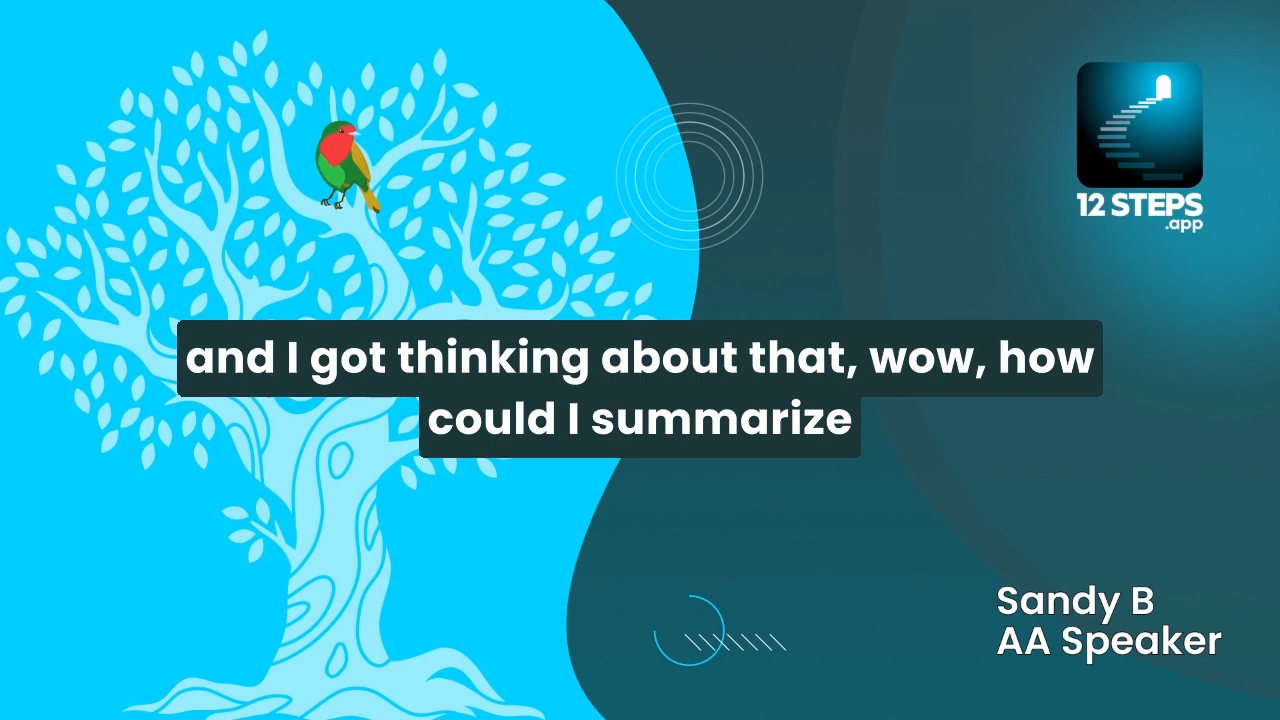 12 STEPS
.app
and I got thinking about that, wow, how
could I summarize
Sandy B
AA Speaker